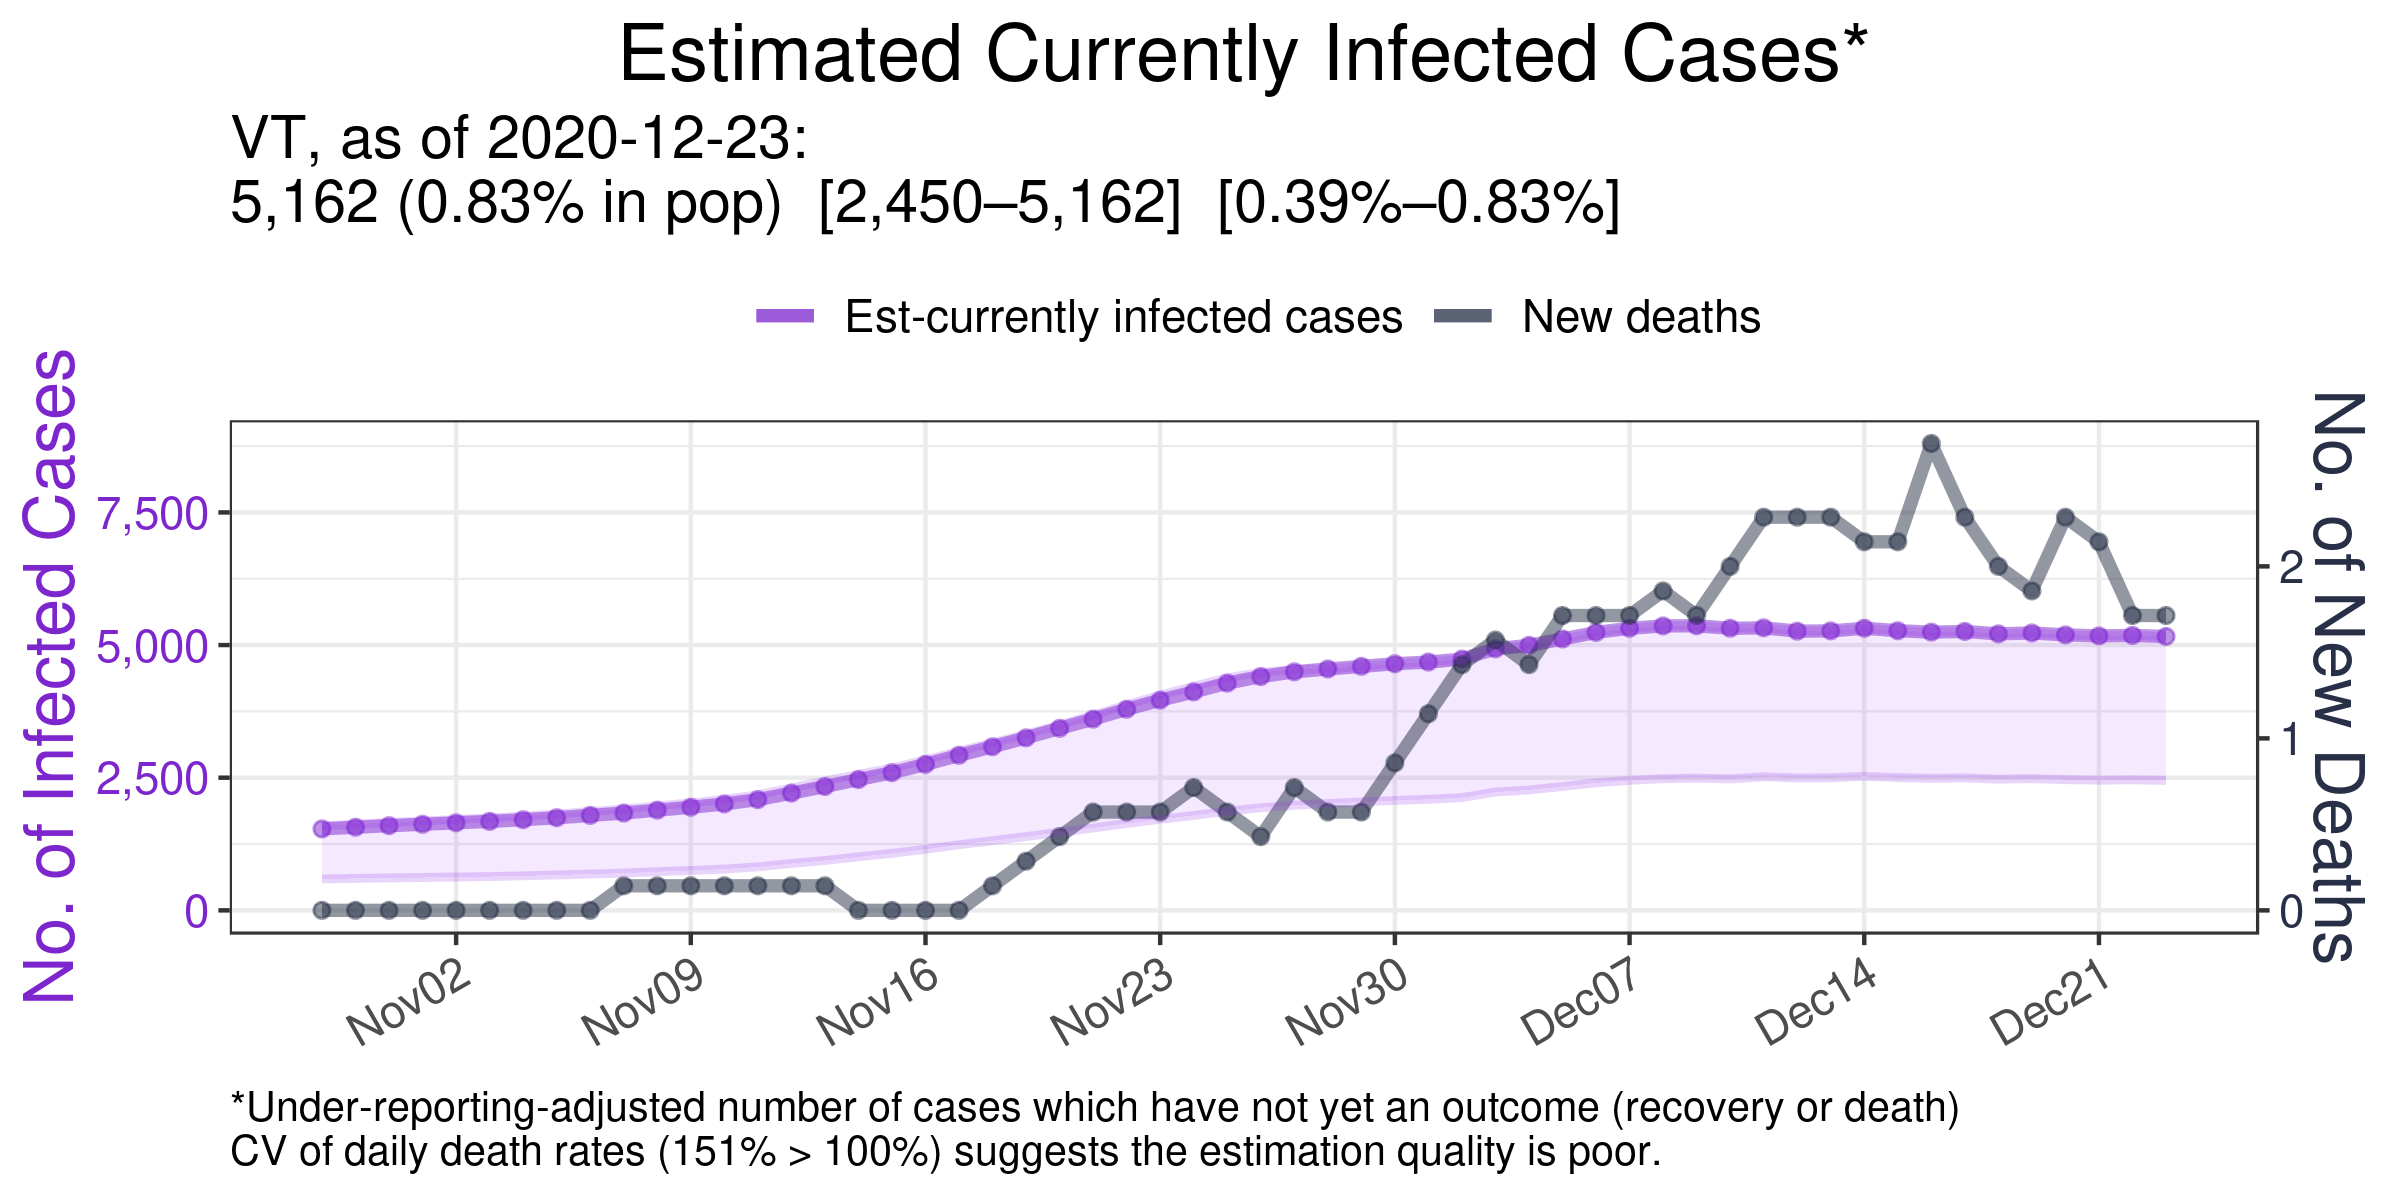 Estimated Currently Infected Cases*
VT, as of 2020-12-23:
5,162 (0.83% in pop)  [2,450–5,162]  [0.39%–0.83%]
Est-currently infected cases
New deaths
No. of Infected Cases
7,500
5,000
2,500
0
2
1
0
No. of New Deaths
Nov02
Nov09
Nov16
Nov23
Nov30
Dec07
Dec14
Dec21
*Under-reporting-adjusted number of cases which have not yet an outcome (recovery or death)
CV of daily death rates (151% > 100%) suggests the estimation quality is poor.